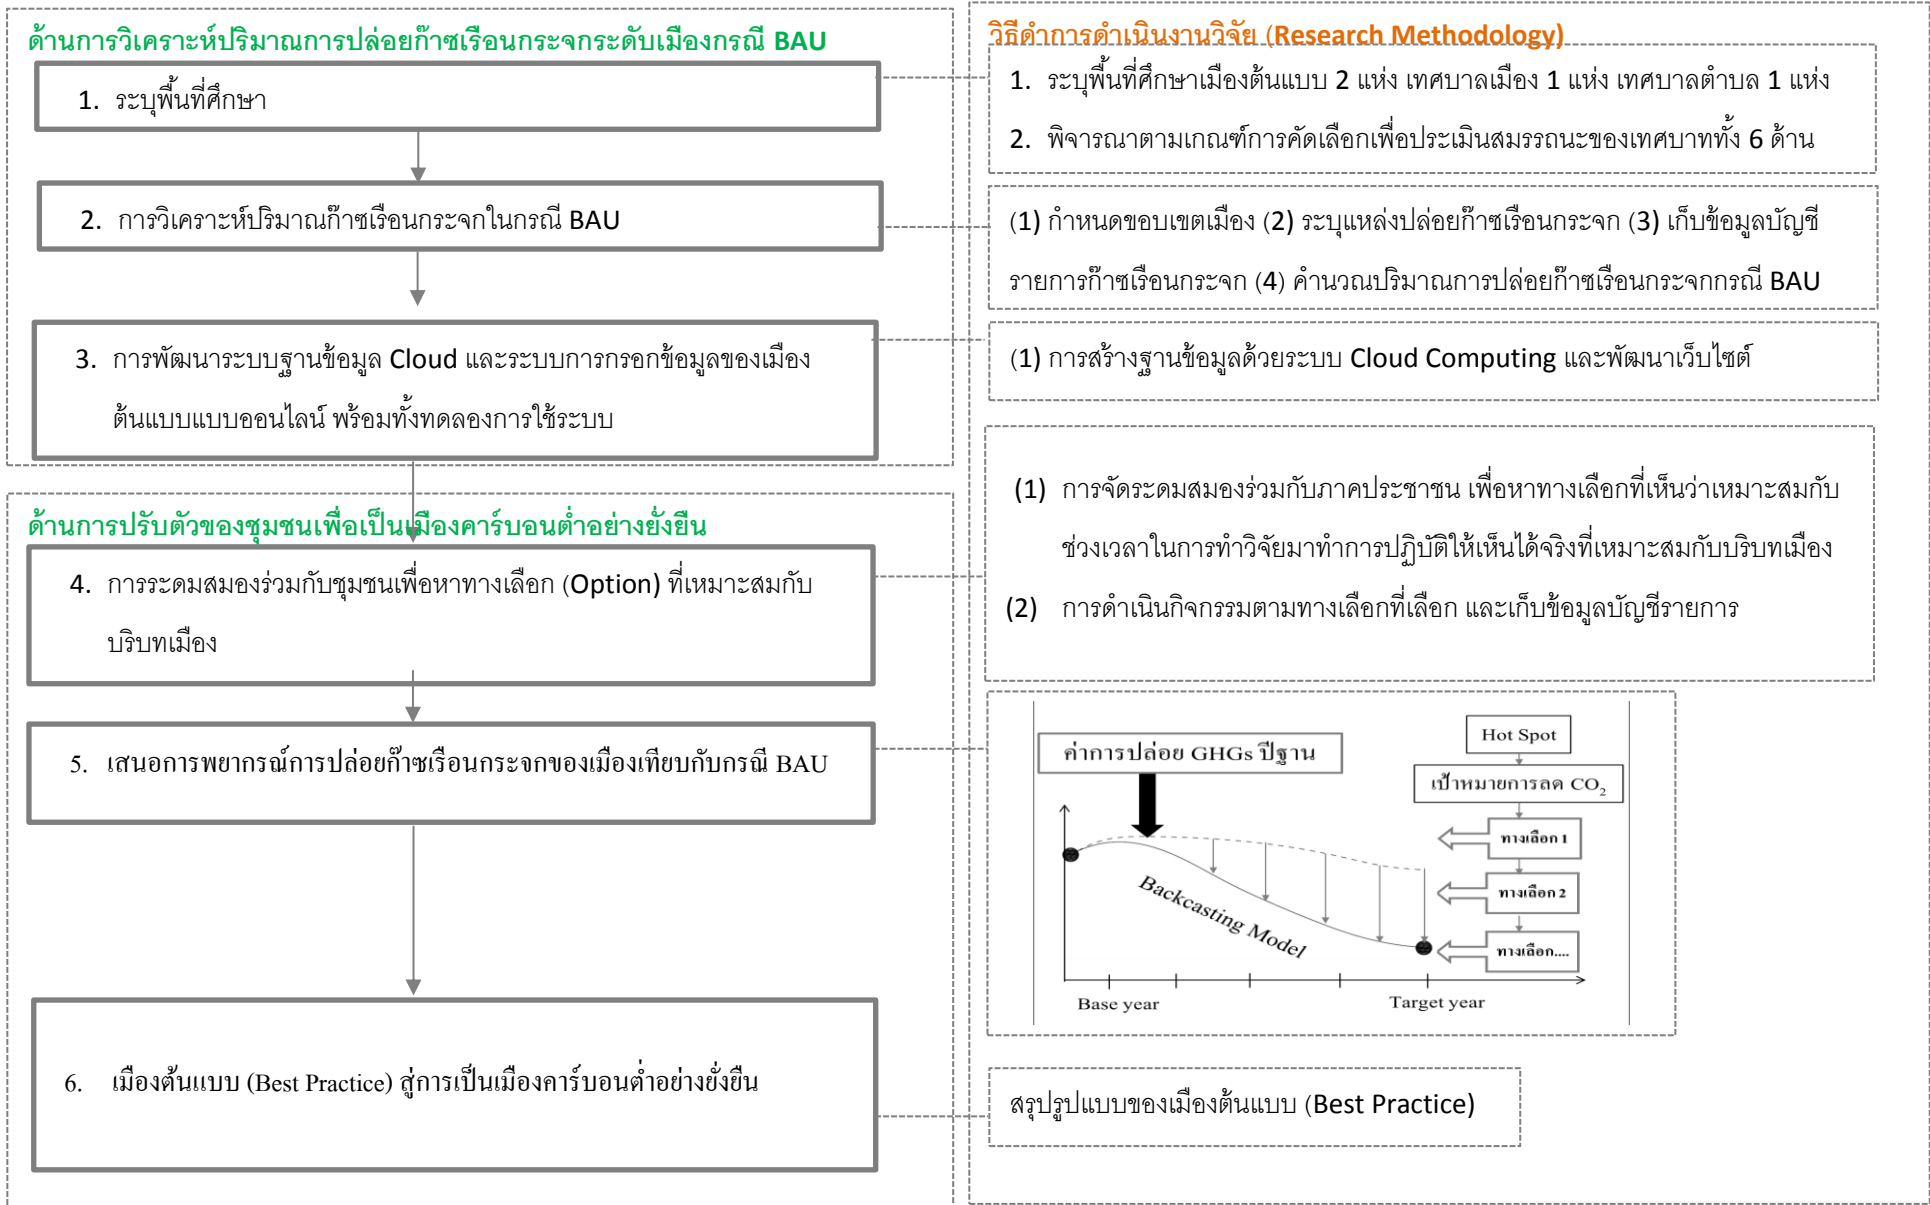 ด้านการวิเคราะห์ปริมาณการปล่อยก๊าซเรือนกระจกระดับเมืองกรณี BAU
1. ระบุพื้นที่ศึกษา
2. การวิเคราะห์ปริมาณก๊าซเรือนกระจกในกรณี BAU
3. การพัฒนาระบบฐานข้อมูล Cloud และระบบการกรอกข้อมูลของเมือง
ต้นแบบแบบออนไลน์ พร้อมทั้งทดลองการใช้ระบบ
ด้านการปรับตัวของชุมชนเพื่อเป็นเมืองคาร์บอนต่ำอย่างยั่งยืน
4. การระดมสมองร่วมกับชุมชนเพื่อหาทางเลือก (Option) ที่เหมาะสมกับ
บริบทเมือง
5. เสนอการพยากรณ์การปล่อยก๊าซเรือนกระจกของเมืองเทียบกับกรณี BAU
6. เมืองต้นแบบ (Best Practice) สู่การเป็นเมืองคาร์บอนต่ำอย่างยั่งยืน
วิธีดำการดำเนินงานวิจัย (Research Methodology)
1. ระบุพื้นที่ศึกษาเมืองต้นแบบ 2 แห่ง เทศบาลเมือง 1 แห่ง เทศบาลตำบล 1 แห่ง
2. พิจารณาตามเกณฑ์การคัดเลือกเพื่อประเมินสมรรถนะของเทศบาททั้ง 6 ด้าน
(1) กำหนดขอบเขตเมือง (2) ระบุแหล่งปล่อยก๊าซเรือนกระจก (3) เก็บข้อมูลบัญชี
รายการก๊าซเรือนกระจก (4) คำนวณปริมาณการปล่อยก๊าซเรือนกระจกกรณี BAU
(1) การสร้างฐานข้อมูลด้วยระบบ Cloud Computing และพัฒนาเว็บไซต์
(1) การจัดระดมสมองร่วมกับภาคประชาชน เพื่อหาทางเลือกที่เห็นว่าเหมาะสมกับ
ช่วงเวลาในการทำวิจัยมาทำการปฏิบัติให้เห็นได้จริงที่เหมาะสมกับบริบทเมือง
(2) การดำเนินกิจกรรมตามทางเลือกที่เลือก และเก็บข้อมูลบัญชีรายการ
ค่าการปล่อย GHGs ปีฐาน
Hot Spot
เป้าหมายการลด CO2
ทางเลือก 1
ทางเลือก 2
ทางเลือก....
Backcasting Model
Base year
Target year
สรุปรูปแบบของเมืองต้นแบบ (Best Practice)